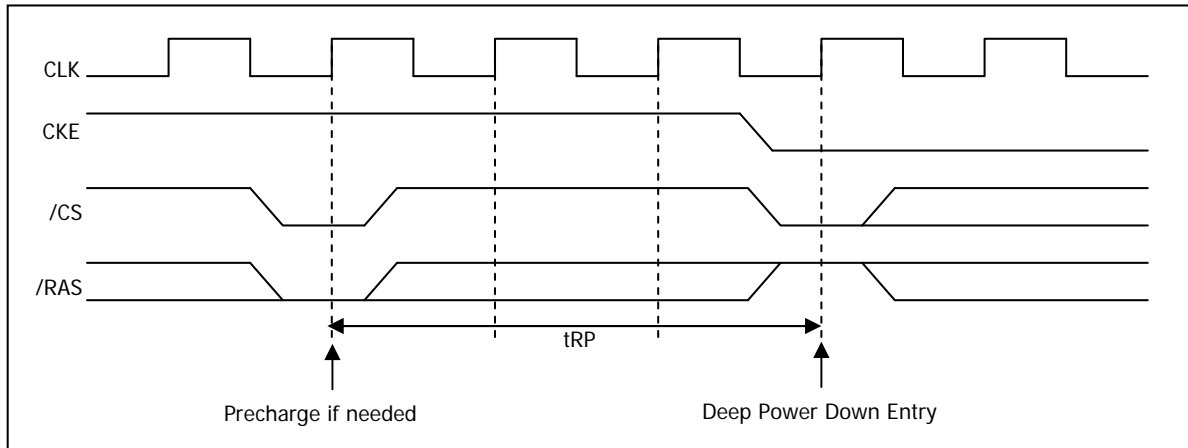 CLK
CKE
/CS
/RAS
tRP
Precharge if needed
Deep Power Down Entry